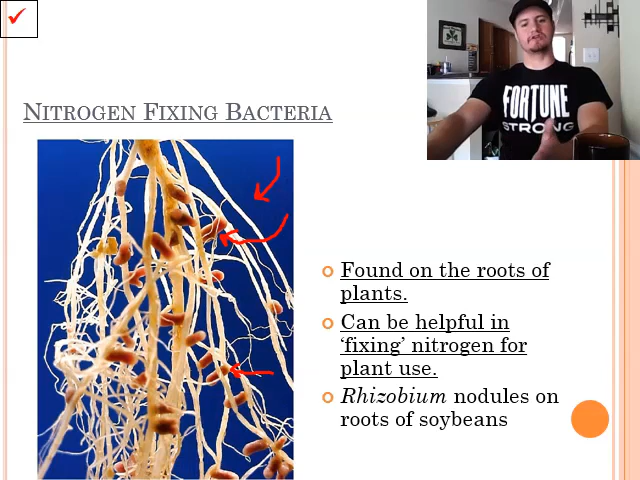 NITROGEN FIXING BACTERIA
FORTUNE
STRONG
Found on the roots of
plants.
Can be helpful in
‘fixing’ nitrogen for
plant use.
Rhizobium nodules on
roots of soybeans